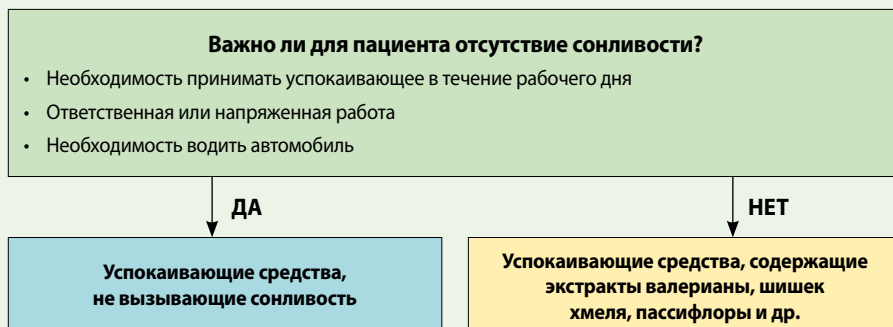 Важно ли для пациента отсутствие сонливости?
• Необходимость принимать успокаивающее в течение рабочего дня
• Ответственная или напряженная работа
• Необходимость водить автомобиль
ДА
НЕТ
Успокаивающие средства,
не вызывающие сонливость
Успокаивающие средства, содержащие
экстракты валерианы, шишек
хмеля, пассифлоры и др.